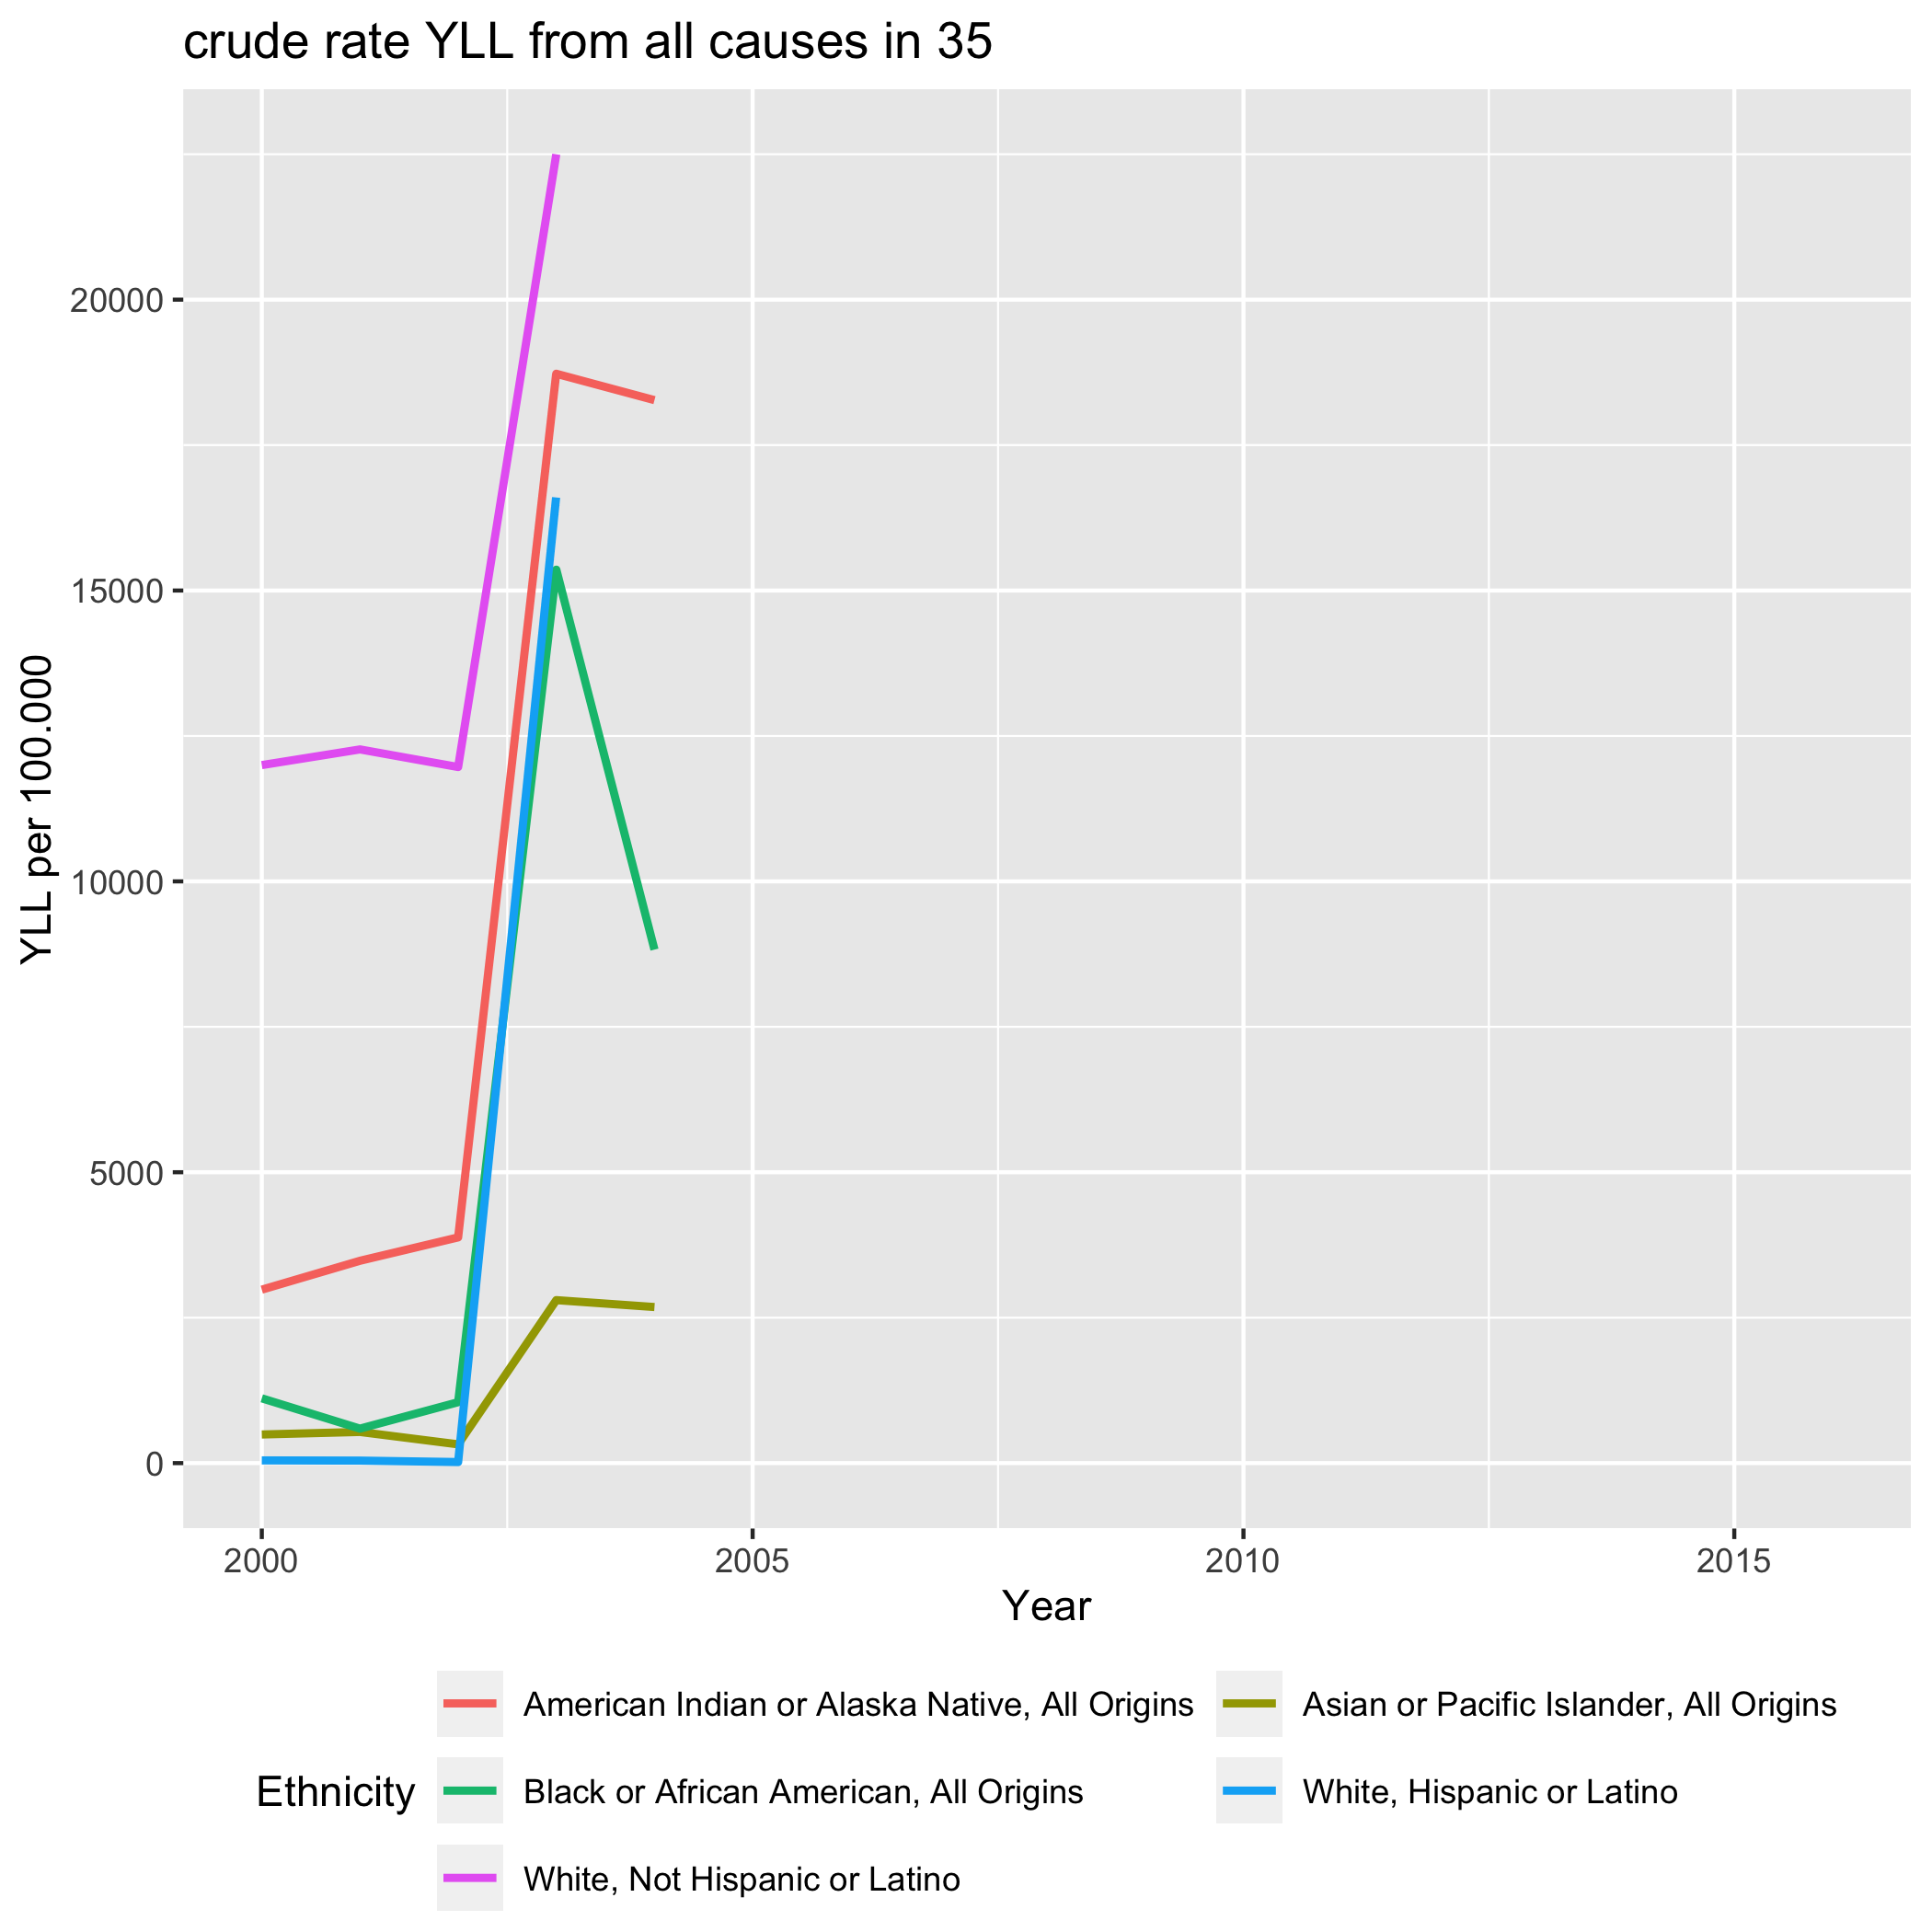 crude rate YLL from all causes in 35
YLL per 100.000
20000
15000
10000
5000
0
2000 2005 2010 2015
Year
Ethnicity
American Indian or Alaska Native, All Origins
Asian or Pacific Islander, All Origins
Black or African American, All Origins
White, Hispanic or Latino
White, Not Hispanic or Latino